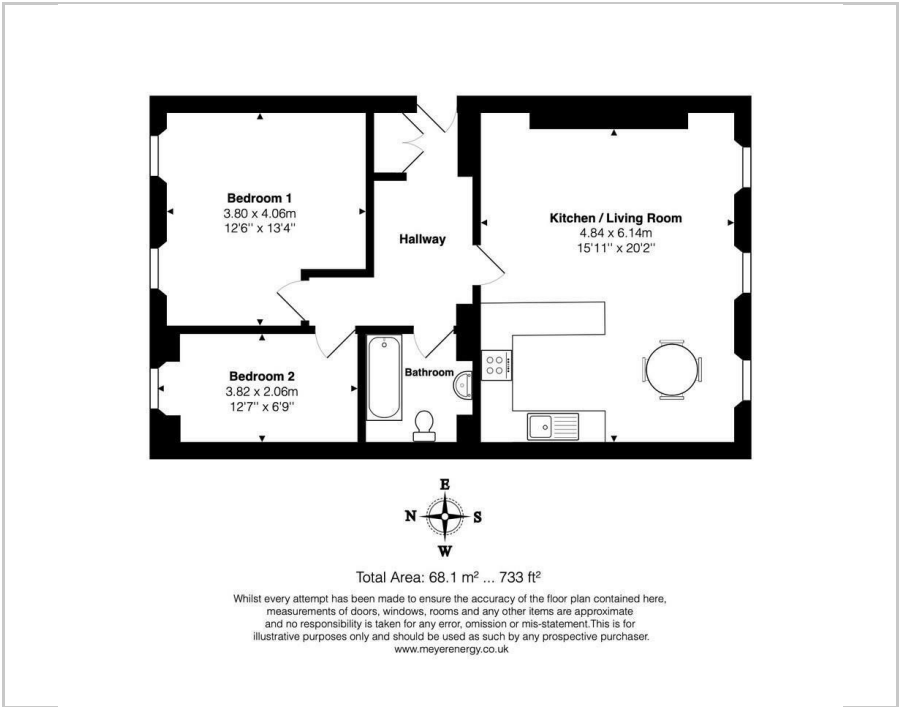 Bedroom 1
3.80 x 4.06m
12'6'' x 13'4''
Hallway
Kitchen / Living Room
4.84 x 6.14m
15'11'' x 20'2''
Bedroom 2
3.82 x 2.06m
12'7'' x 6'9''
Bathroom
E
N S
W
Total Area: 68.1 m² ... 733 ft²
Whilst every attempt has been made to ensure the accuracy of the floor plan contained here,
measurements of doors, windows, rooms and any other items are approximate
and no responsibility is taken for any error, omission or mis-statement.This is for
illustrative purposes only and should be used as such by any prospective purchaser.
www.meyerenergy.co.uk